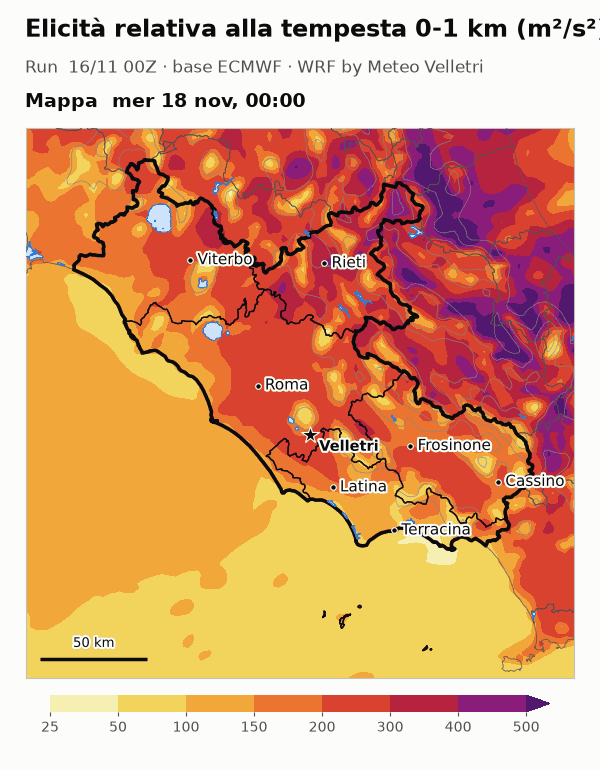 Elicità relativa alla tempesta 0-1 km (m²/s²)
Run 16/11 00Z · base ECMWF · WRF by Meteo Velletri
Mappa mer 18 nov, 00:00
Viterbo
Rieti
Roma
Velletri
Frosinone
Latina
Cassino
Terracina
50 km
25 50 100 150 200 300 400 500